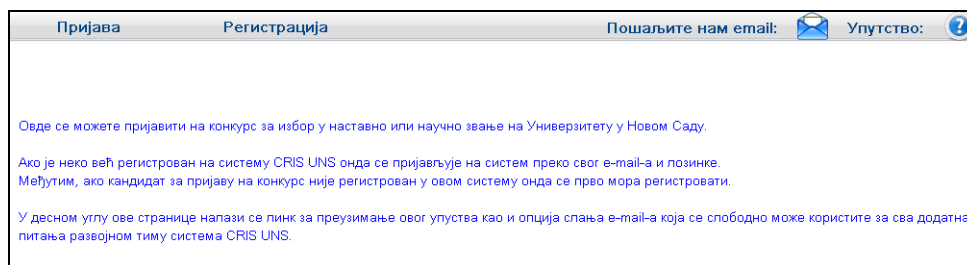 Пријава Регистрација Пошаљите нам email: Упутство: ?
Овде се можете пријавити на конкурс за избор у наставно или научно звање на Универзитету у Новом Саду.
Ако је неко већ регистрован на систему CRIS UNS онда се пријављује на систем преко свог e-mail-а и лозинке.
Међутим, ако кандидат за пријаву на конкурс није регистрован у овом систему онда се прво мора регистровати.
У десном углу ове странице налази се линк за преузимање овог упуства као и опција слања e-mail-а која се слободно може користите за сва додатна
питања развојном тиму система CRIS UNS.